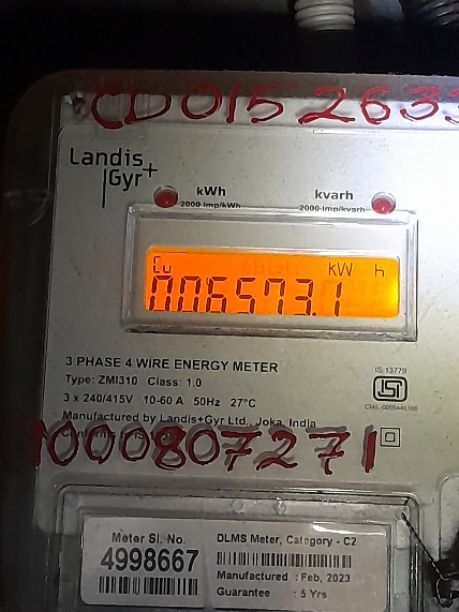 CD0152633
Landis+
Gyr
kWh kvarh
2000 imp/kWh 2000 imp/kvarh
Cu kW h
006573.1
3 PHASE 4 WIRE ENERGY METER
Type: ZMI310 Class: 1.0
IS:13779
3 x 240/415V 10-60 A 50Hz 27°C
Manufactured by Landis+Gyr Ltd., Joka, India
1000807271
Meter Sl. No.
4998667
DLMS Meter, Category - C2
Manufactured : Feb, 2023
Guarantee : 5 Yrs